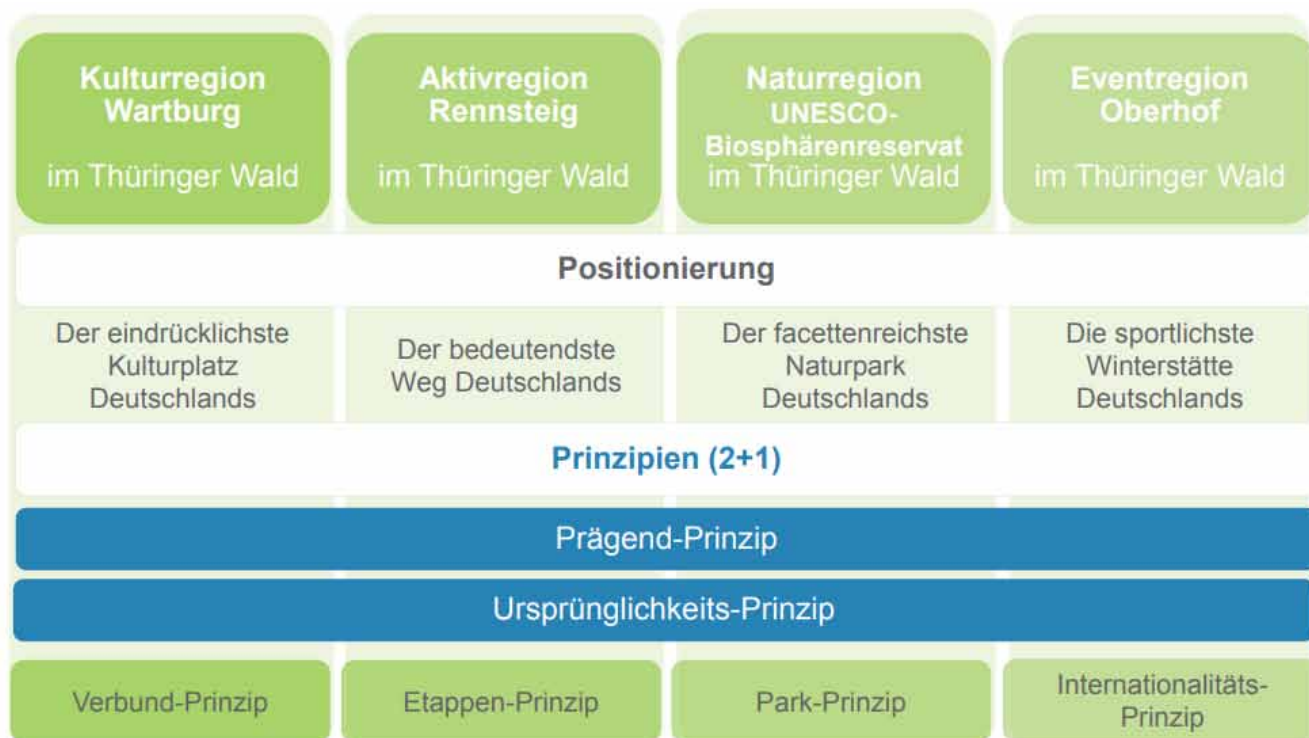 Kulturregion
Wartburg
im Thüringer Wald
Aktivregion
Rennsteig
im Thüringer Wald
Naturregion
UNESCO-
Biosphärenreservat
im Thüringer Wald
Eventregion
Oberhof
im Thüringer Wald
Positionierung
Der eindrücklichste
Kulturplatz
Deutschlands
Der bedeutendste
Weg Deutschlands
Der facettenreichste
Naturpark
Deutschlands
Die sportlichste
Winterstätte
Deutschlands
Prinzipien (2+1)
Prägend-Prinzip
Ursprünglichkeits-Prinzip
Verbund-Prinzip
Etappen-Prinzip
Park-Prinzip
Internationalitäts-
Prinzip